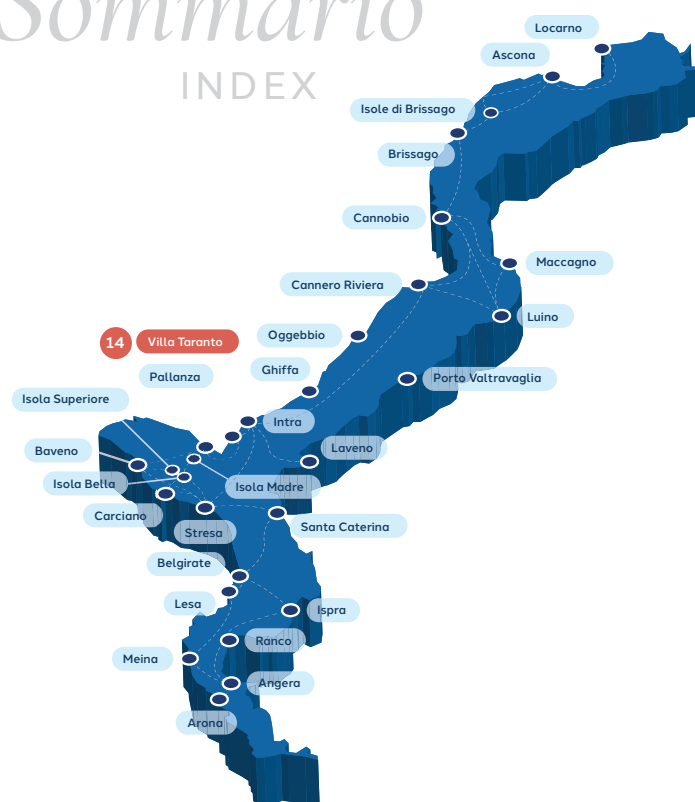 Sommario
INDEX
Locarno
Ascona
Isole di Brissago
Brissago
Cannobio
Maccagno
Cannero Riviera
Luino
Oggebbio
14 Villa Taranto
Ghiffa
Pallanza
Porto Valtravaglia
Isola Superiore
Intra
Baveno
Laveno
Isola Bella
Isola Madre
Carciano
Stresa
Santa Caterina
Belgirate
Lesa
Ispra
Ranco
Meina
Angera
Arona